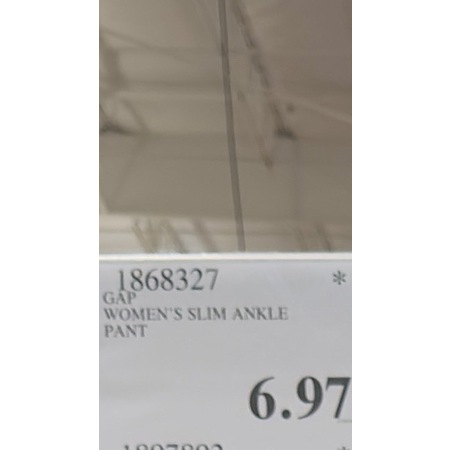 1868327 *
GAP
WOMEN'S SLIM ANKLE
PANT
6.97